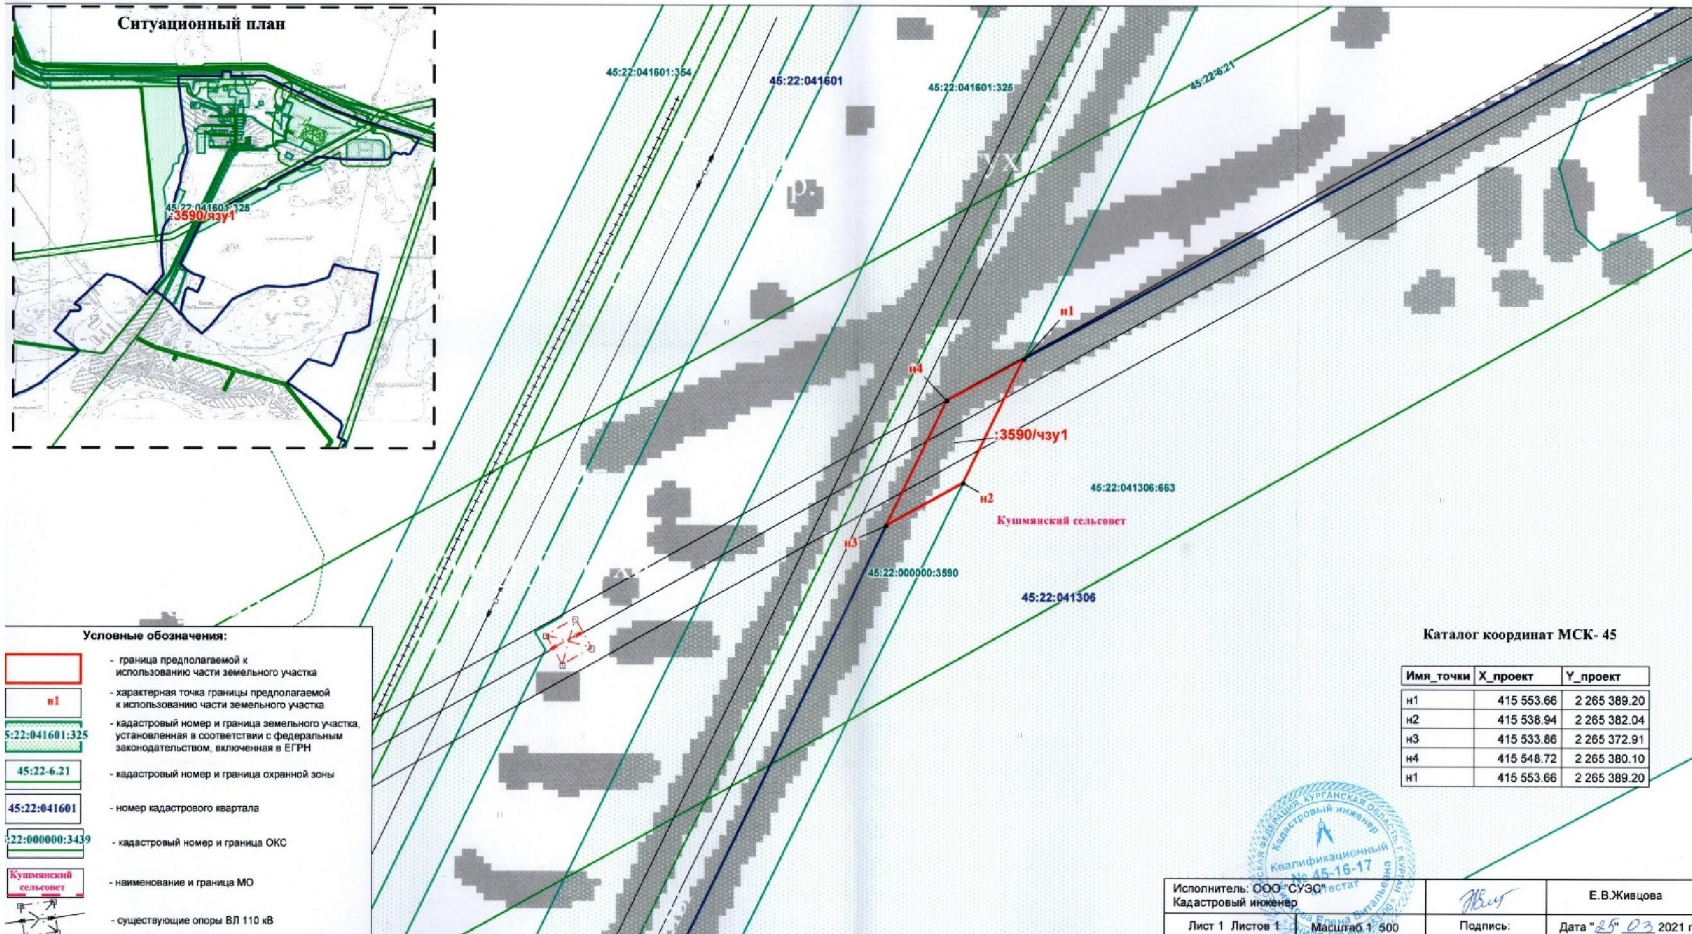 Ситуационный план
45:22:041601:325
:3590/чзу1
45:22:041601:354
45:22:041601
45:22:041601:325
45:22-6.21
р.
ух
н1
н4
:3590/чзу1
н2
45:22:041306:663
Кушмянский сельсовет
н3
45:22:000000:3590
45:22:041306
Условные обозначения:
- граница предполагаемой к
использованию части земельного участка
н1
- характерная точка границы предполагаемой
к использованию части земельного участка
5:22:041601:325
- кадастровый номер и граница земельного участка,
установленная в соответствии с федеральным
законодательством, включенная в ЕГРН
45:22-6.21
- кадастровый номер и граница охранной зоны
45:22:041601
- номер кадастрового квартала
:22:000000:3439
- кадастровый номер и граница ОКС
Кушмянский
сельсовет
- наименование и граница МО
- существующие опоры ВЛ 110 кВ
Каталог координат МСК- 45
Имя_точки X_проект Y_проект
н1 415 553.66 2 265 389.20
н2 415 538.94 2 265 382.04
н3 415 533.86 2 265 372.91
н4 415 548.72 2 265 380.10
н1 415 553.66 2 265 389.20
Кадастровый инженер
Квалификационный
№ 45-16-17
аттестат
Исполнитель: ООО "СУЭС"
Кадастровый инженер
Е.В.Живцова
Лист 1 Листов 1
Масштаб 1:500
Подпись:
Дата "25" 03 2021 г